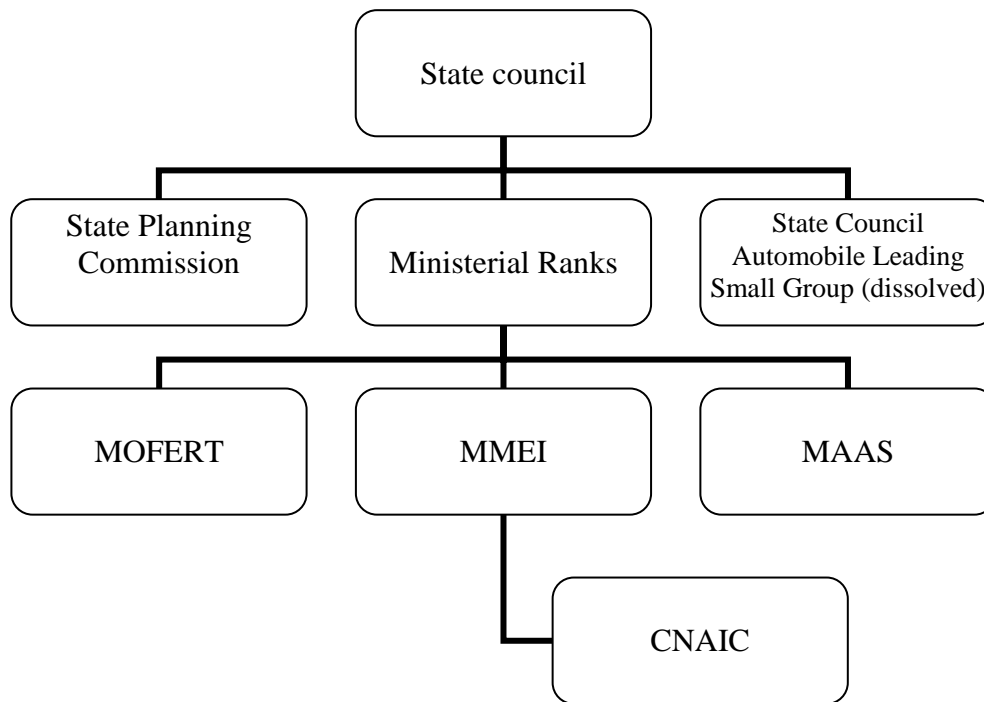 State council
State Planning
Commission
Ministerial Ranks
State Council
Automobile Leading
Small Group (dissolved)
MOFERT
MMEI
MAAS
CNAIC